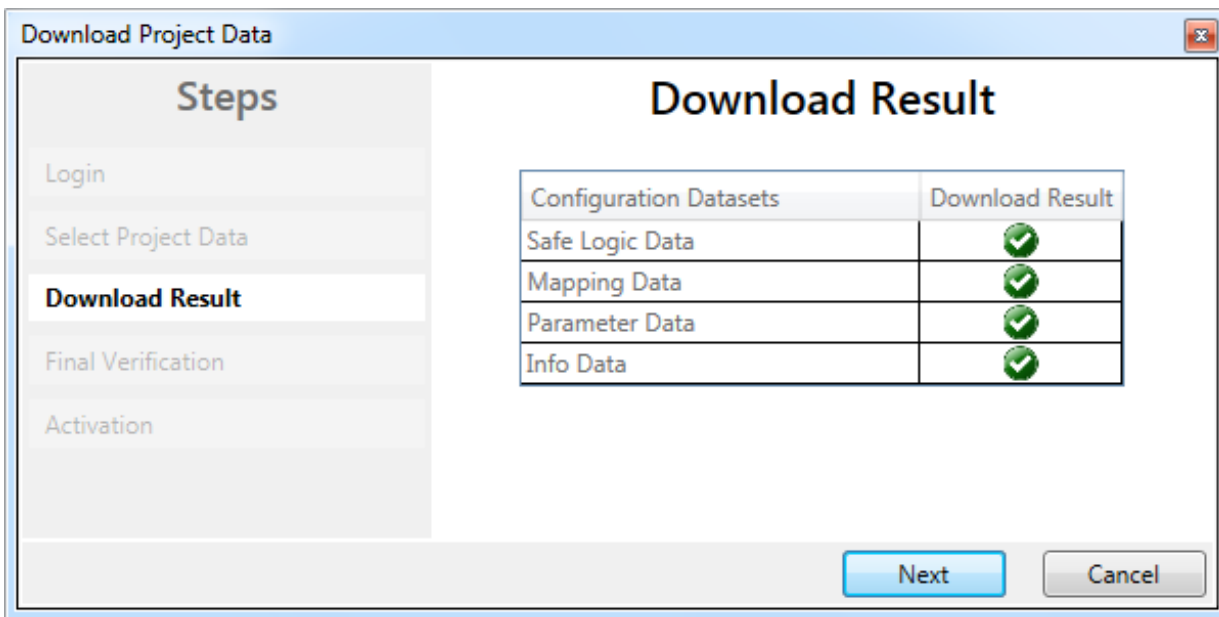 Download Project Data
Steps
Login
Select Project Data
Download Result
Final Verification
Activation
Download Result
Configuration Datasets Download Result
Safe Logic Data
Mapping Data
Parameter Data
Info Data
Next Cancel